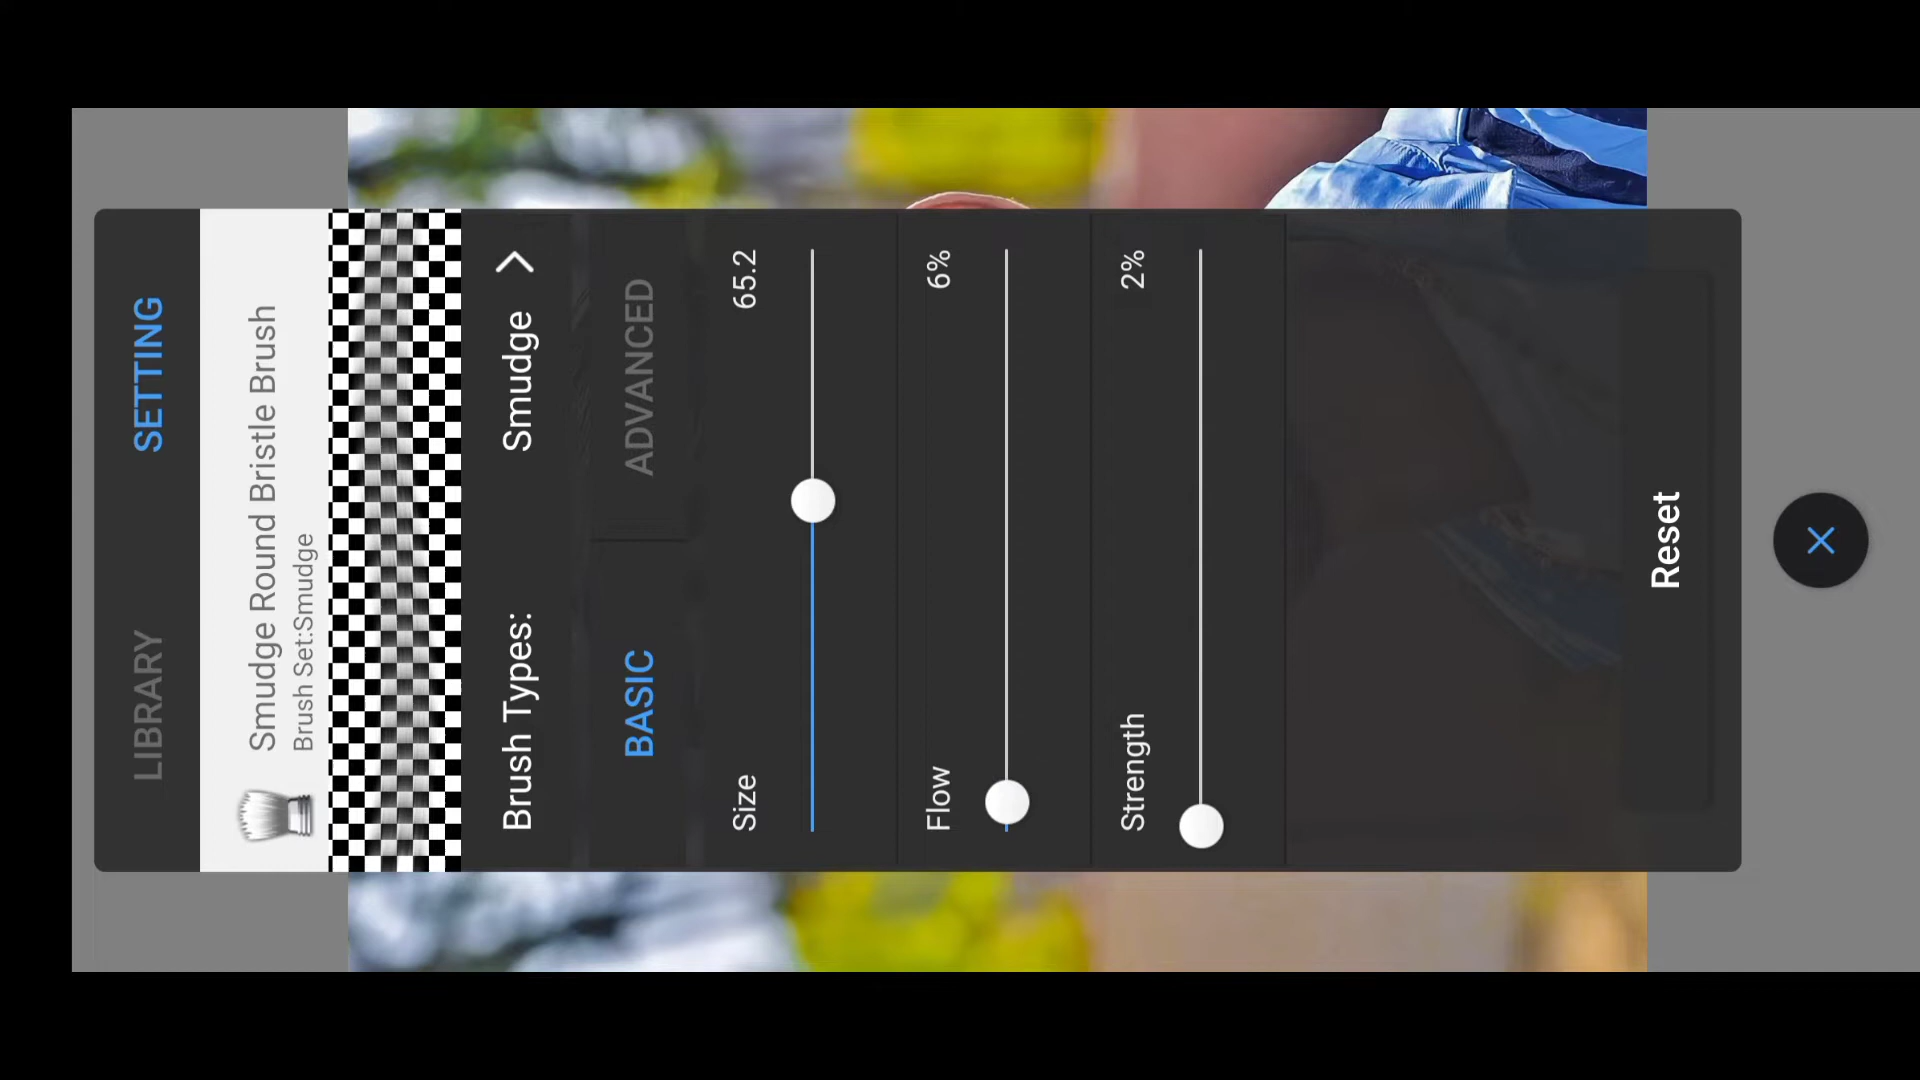 LIBRARY SETTING
Smudge Round Bristle Brush
Brush Set:Smudge
Brush Types: Smudge
BASIC ADVANCED
Size 65.2
Flow 6%
Strength 2%
Reset